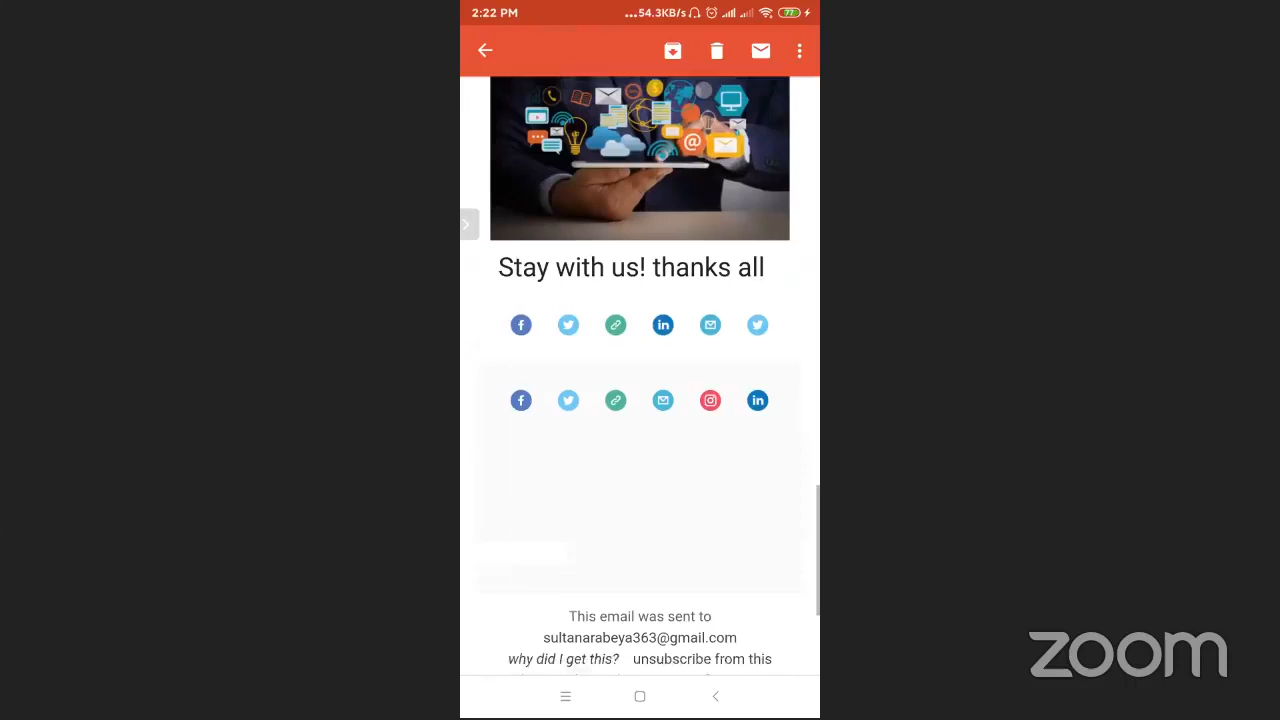 2:22 PM
...54.3KB/s
77
Stay with us! thanks all
This email was sent to
sultanarabeya363@gmail.com
why did I get this? unsubscribe from this
zoom